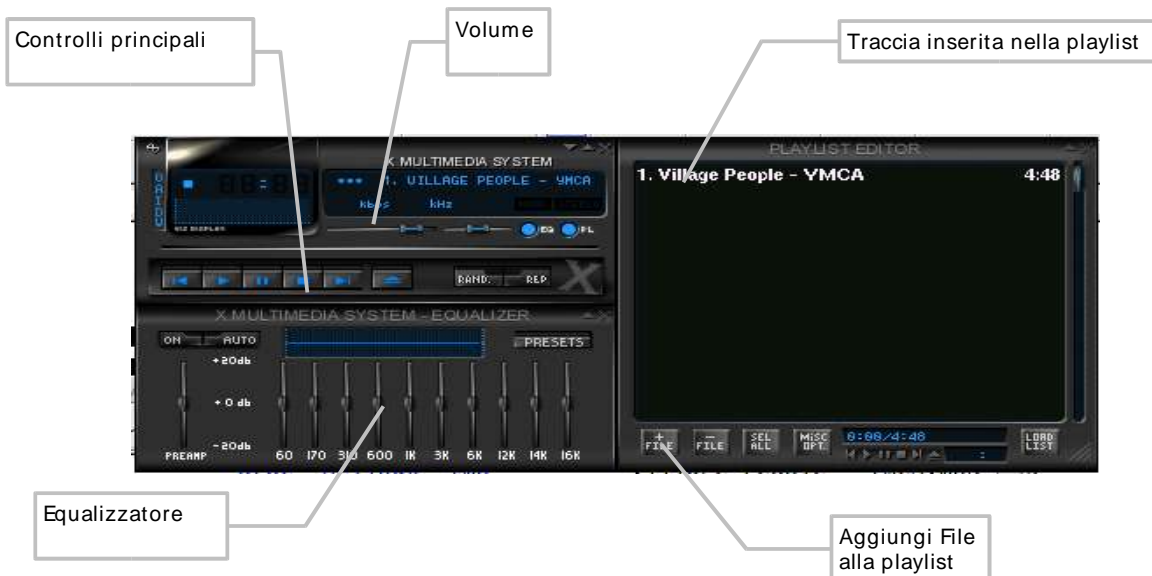 Controlli principali
Volume
Traccia inserita nella playlist
X MULTIMEDIA SYSTEM
*** 1. VILLAGE PEOPLE - YMCA
kbps kHz
EQ PL
RAND. REP
X MULTIMEDIA SYSTEM - EQUALIZER
ON AUTO
PRESETS
+20db
+0 db
-20db
PREAMP 60 170 310 600 1K 3K 6K 12K 14K 16K
PLAYLIST EDITOR
1. Village People - YMCA 4:48
+ FILE
- FILE
SEL ALL
MISC OPT.
0:00/4:48
LOAD LIST
Equalizzatore
Aggiungi File
alla playlist